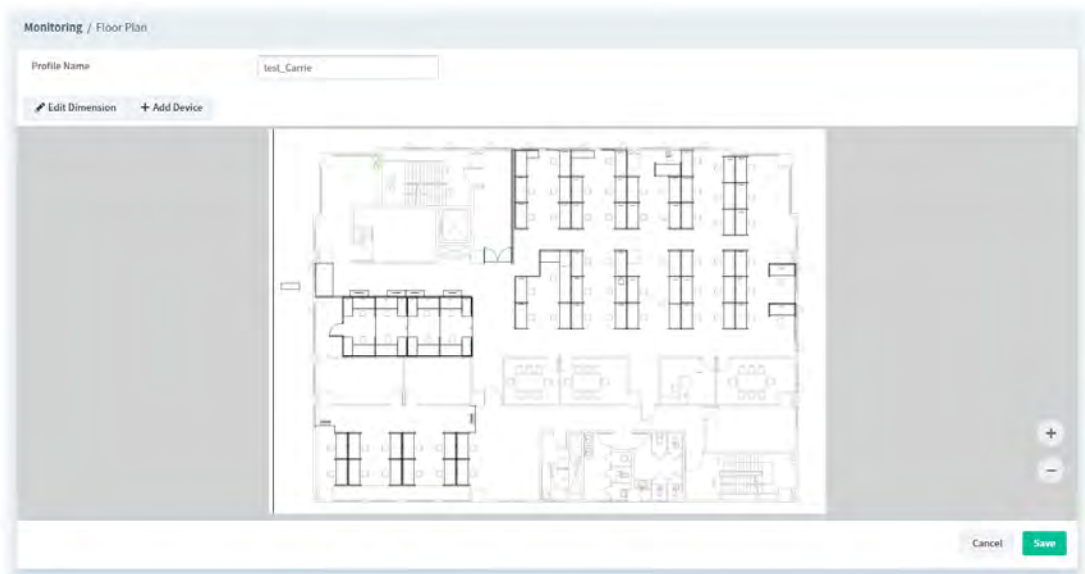 Monitoring / Floor Plan
Profile Name
test_Carrie
Edit Dimension
+ Add Device
+
−
Cancel
Save